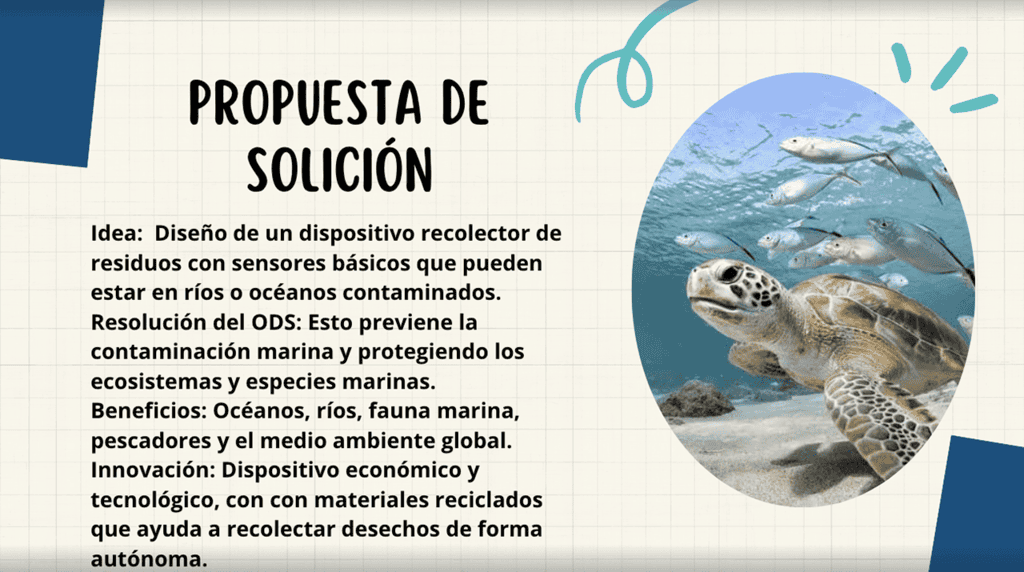 PROPUESTA DE
SOLICIÓN
Idea:  Diseño de un dispositivo recolector de
residuos con sensores básicos que pueden
estar en ríos o océanos contaminados.
Resolución del ODS: Esto previene la
contaminación marina y protegiendo los
ecosistemas y especies marinas.
Beneficios: Océanos, ríos, fauna marina,
pescadores y el medio ambiente global.
Innovación: Dispositivo económico y
tecnológico, con con materiales reciclados
que ayuda a recolectar desechos de forma
autónoma.